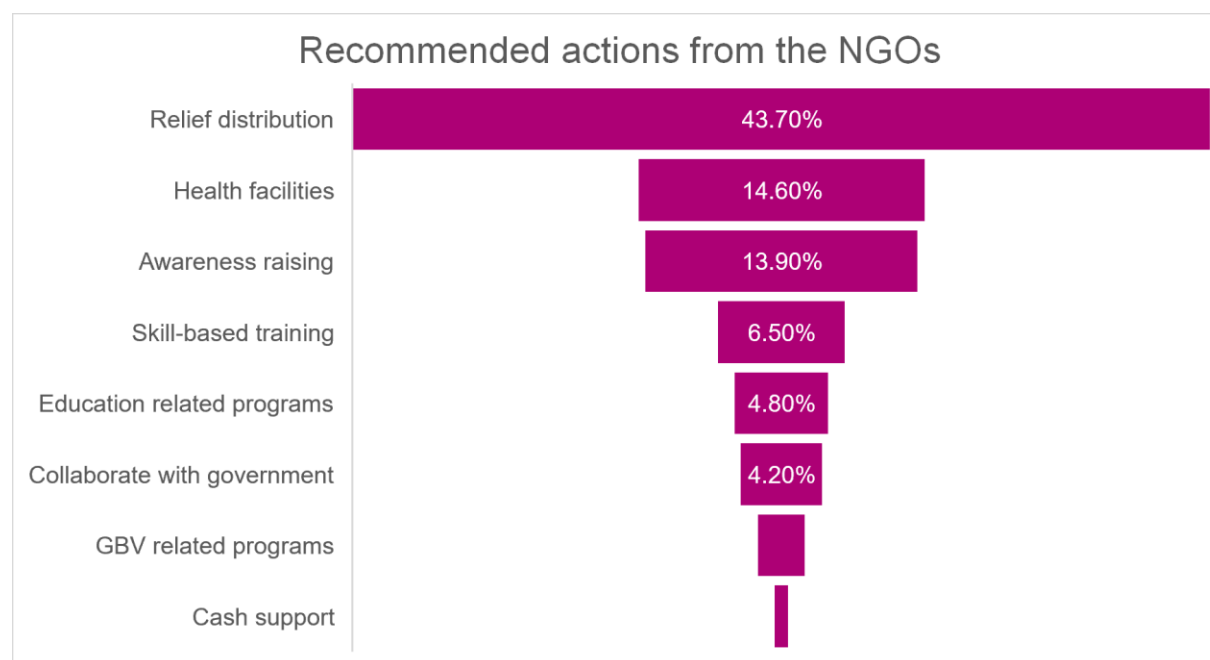 Recommended actions from the NGOs
Relief distribution 43.70%
Health facilities 14.60%
Awareness raising 13.90%
Skill-based training 6.50%
Education related programs 4.80%
Collaborate with government 4.20%
GBV related programs
Cash support